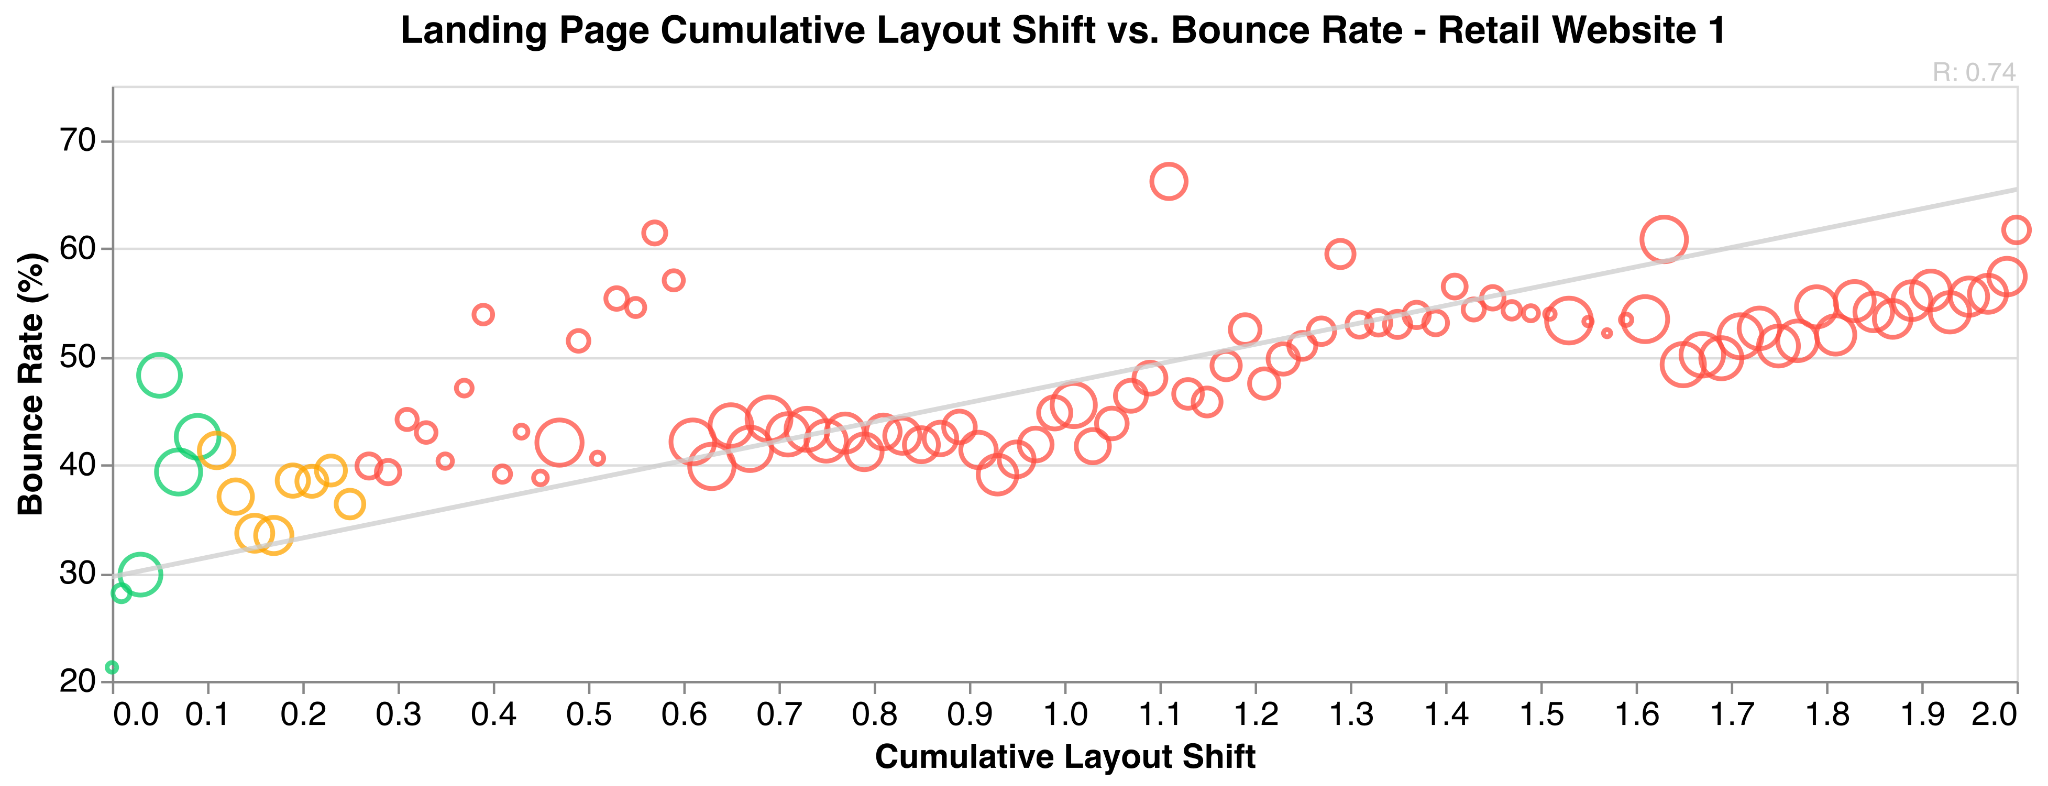 Landing Page Cumulative Layout Shift vs. Bounce Rate - Retail Website 1
R: 0.74
Bounce Rate (%)
70
60
50
40
30
20
0.0 0.1 0.2 0.3 0.4 0.5 0.6 0.7 0.8 0.9 1.0 1.1 1.2 1.3 1.4 1.5 1.6 1.7 1.8 1.9 2.0
Cumulative Layout Shift